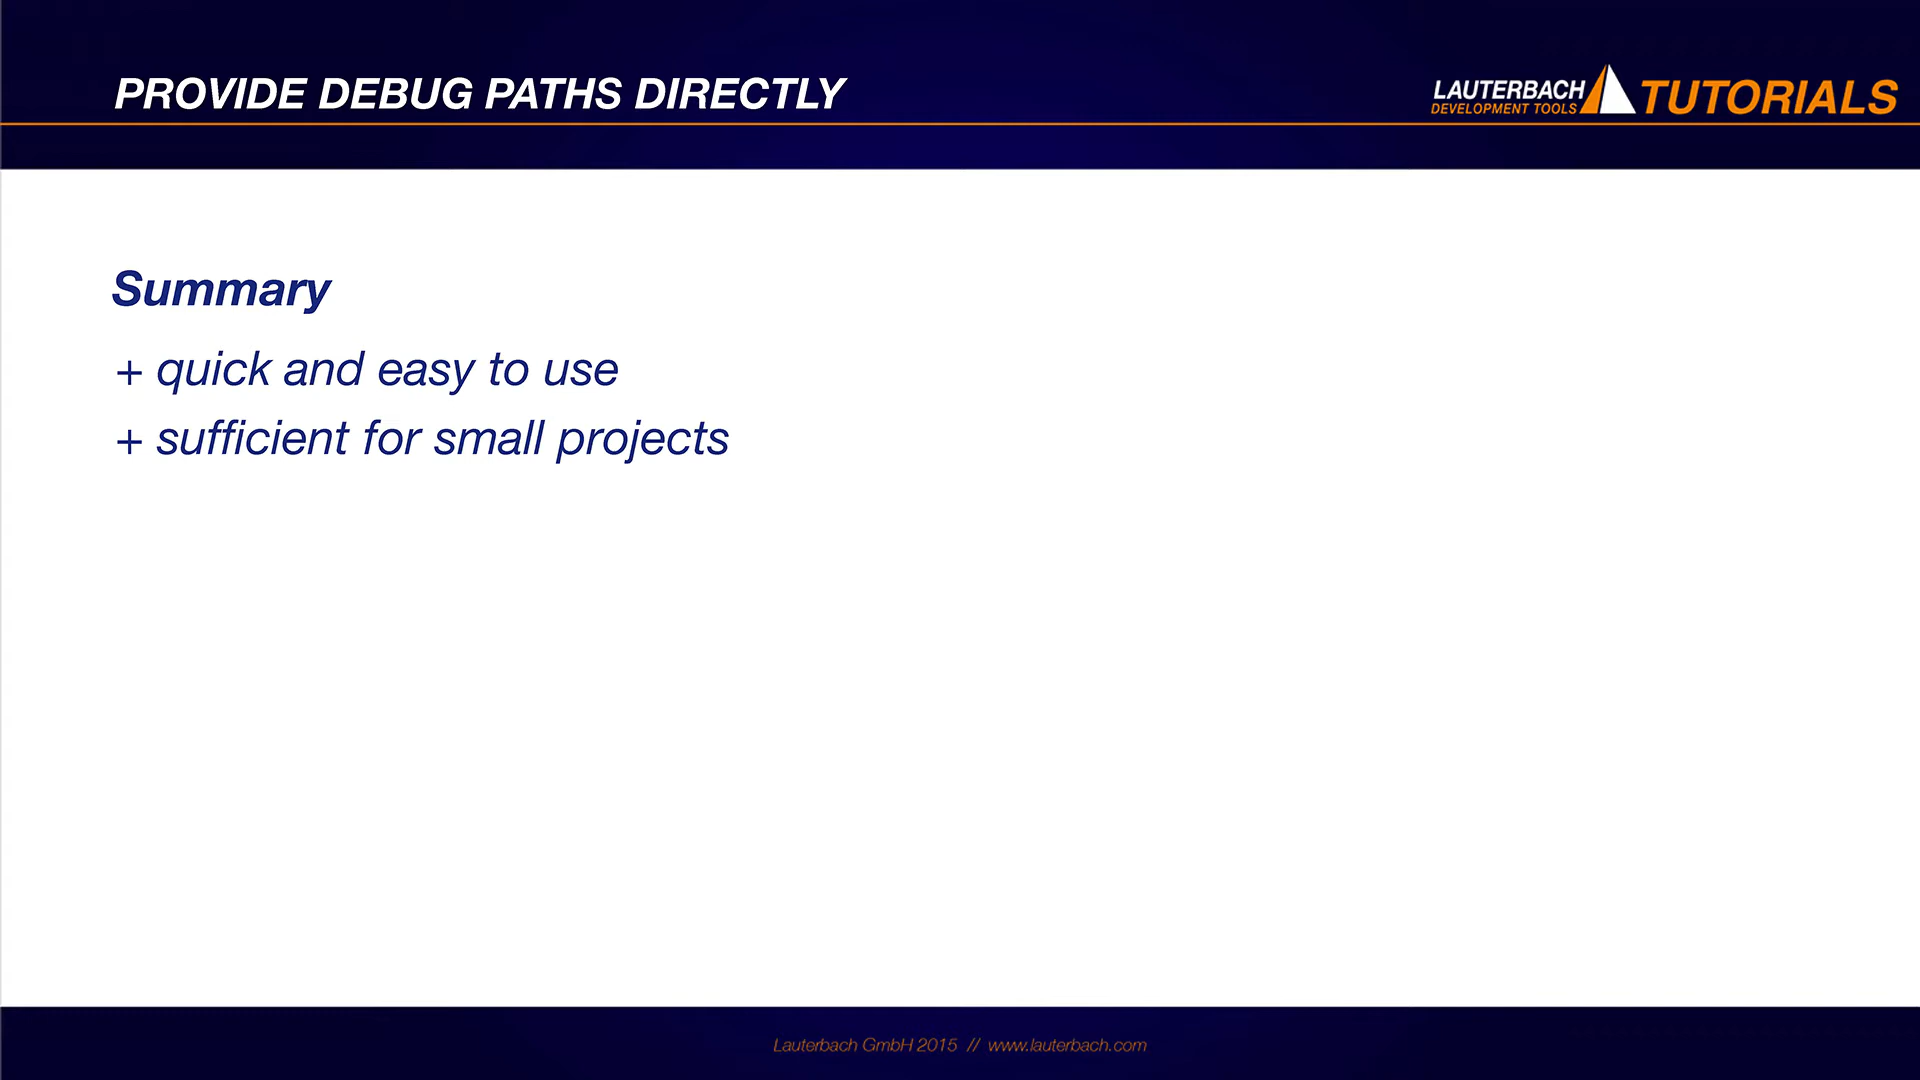 PROVIDE DEBUG PATHS DIRECTLY
LAUTERBACH
DEVELOPMENT TOOLS
TUTORIALS
Summary
+ quick and easy to use
+ sufficient for small projects
Lauterbach GmbH 2015 // www.lauterbach.com